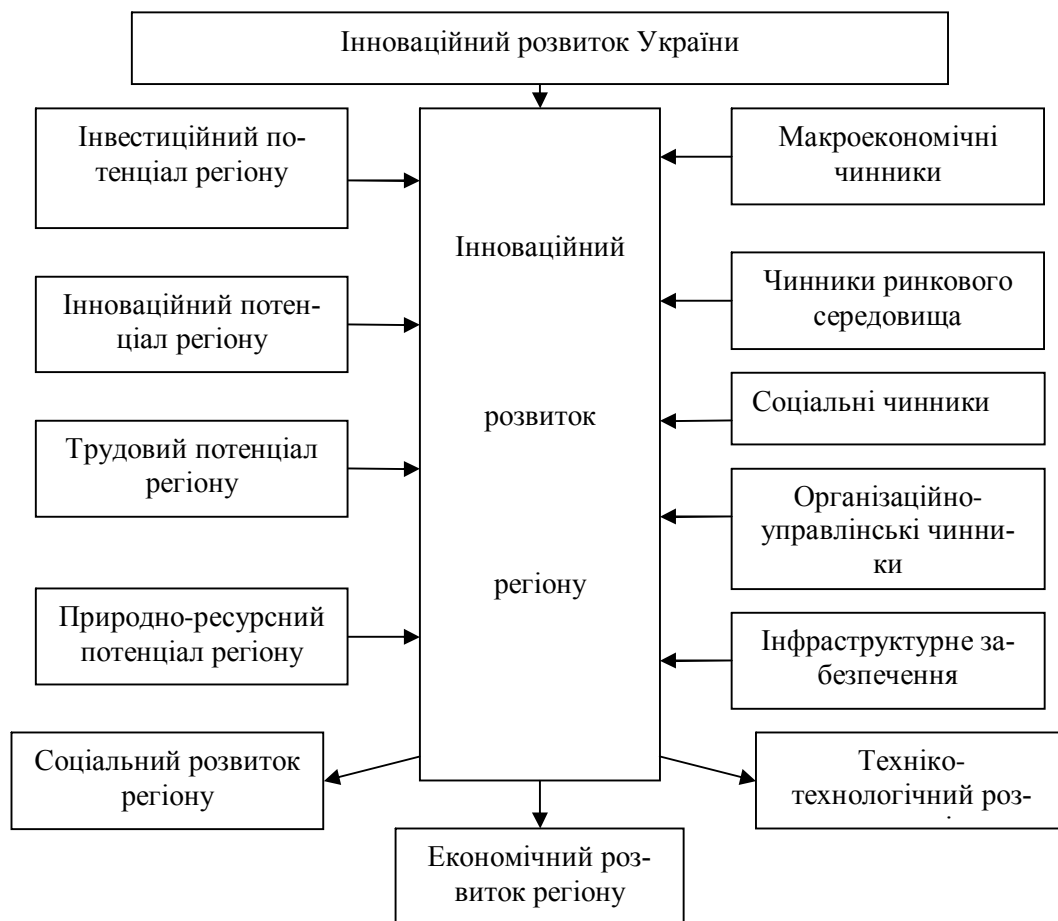 Інноваційний розвиток України
Інвестиційний по-
тенціал регіону
Інноваційний потен-
ціал регіону
Трудовий потенціал
регіону
Природно-ресурсний
потенціал регіону
Інноваційний
розвиток
регіону
Макроекономічні
чинники
Чинники ринкового
середовища
Соціальні чинники
Організаційно-
управлінські чинни-
ки
Інфраструктурне за-
безпечення
Соціальний розвиток
регіону
Економічний роз-
виток регіону
Техніко-
технологічний роз-